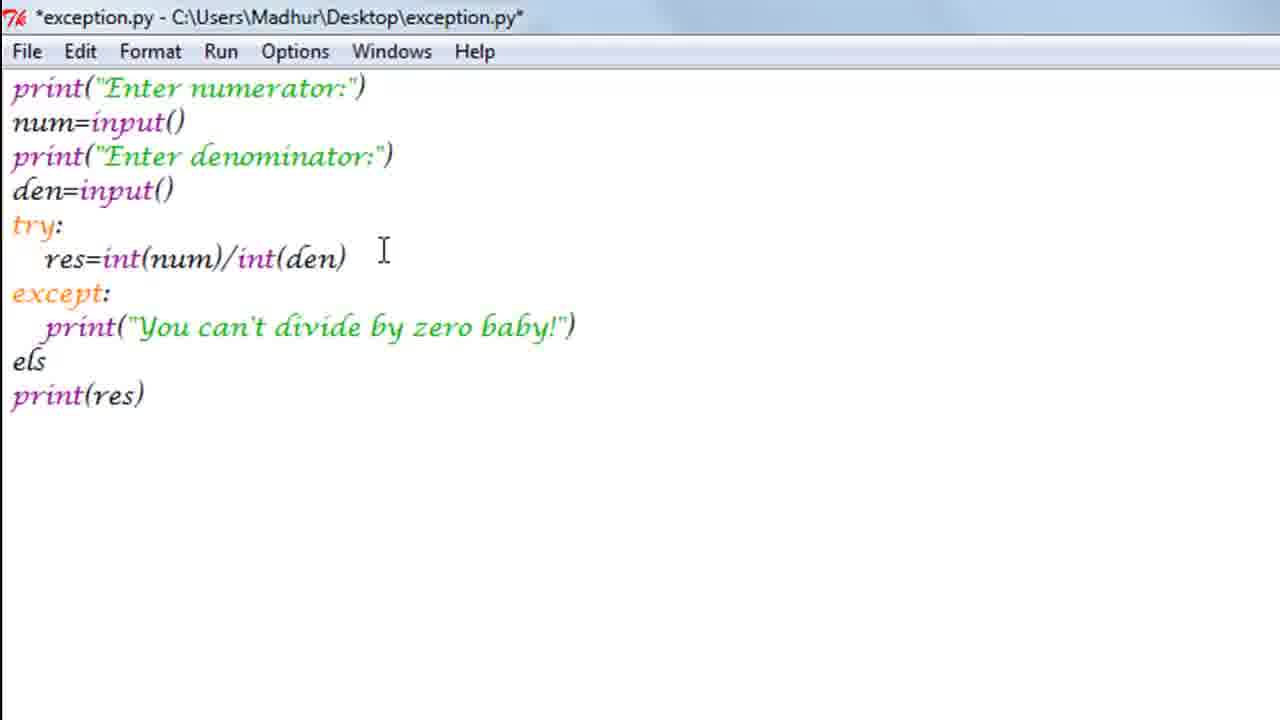 *exception.py - C:\Users\Madhur\Desktop\exception.py*
File Edit Format Run Options Windows Help
print("Enter numerator:")
num=input()
print("Enter denominator:")
den=input()
try:
    res=int(num)/int(den)
except:
    print("You can't divide by zero baby!")
els
print(res)